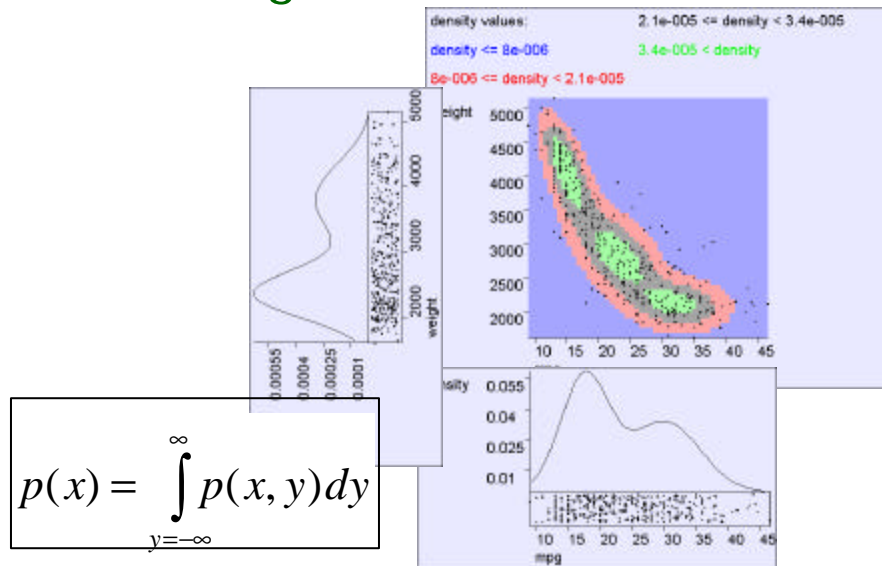 density values: 2.1e-005 <= density < 3.4e-005
density <= 8e-006 3.4e-005 < density
8e-006 <= density < 2.1e-005
eight
5000
4500
4000
3500
3000
2500
2000
10 15 20 25 30 35 40 45
5000
4000
3000
2000
weight
0.00055
0.0004
0.00025
0.0001
nsity
0.055
0.04
0.025
0.01
10 15 20 25 30 35 40 45
mpg
p(x) = ∫_{y=-∞}^{∞} p(x, y)dy